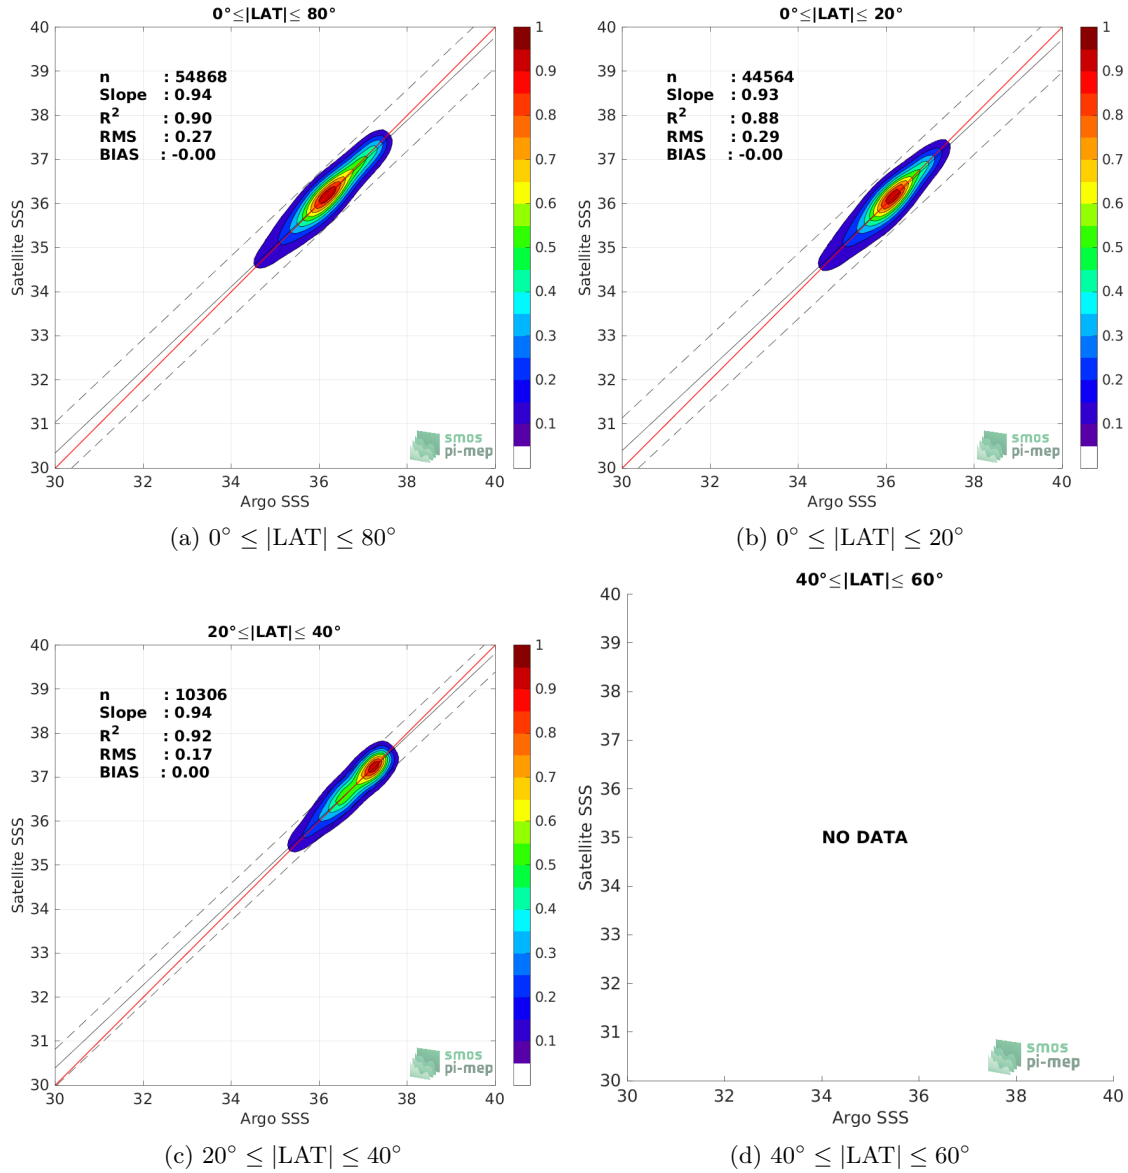 0°≤|LAT|≤ 80°
40
39
38
37
36
35
34
33
32
31
30
Satellite SSS
n : 54868
Slope : 0.94
R² : 0.90
RMS : 0.27
BIAS : -0.00
smos
pi-mep
30 32 34 36 38 40
Argo SSS
1
0.9
0.8
0.7
0.6
0.5
0.4
0.3
0.2
0.1
(a) 0° ≤ |LAT| ≤ 80°
0°≤|LAT|≤ 20°
40
39
38
37
36
35
34
33
32
31
30
Satellite SSS
n : 44564
Slope : 0.93
R² : 0.88
RMS : 0.29
BIAS : -0.00
smos
pi-mep
30 32 34 36 38 40
Argo SSS
1
0.9
0.8
0.7
0.6
0.5
0.4
0.3
0.2
0.1
(b) 0° ≤ |LAT| ≤ 20°
20°≤|LAT|≤ 40°
40
39
38
37
36
35
34
33
32
31
30
Satellite SSS
n : 10306
Slope : 0.94
R² : 0.92
RMS : 0.17
BIAS : 0.00
smos
pi-mep
30 32 34 36 38 40
Argo SSS
1
0.9
0.8
0.7
0.6
0.5
0.4
0.3
0.2
0.1
(c) 20° ≤ |LAT| ≤ 40°
40°≤|LAT|≤ 60°
40
39
38
37
36
35
34
33
32
31
30
Satellite SSS
NO DATA
smos
pi-mep
30 32 34 36 38 40
Argo SSS
(d) 40° ≤ |LAT| ≤ 60°